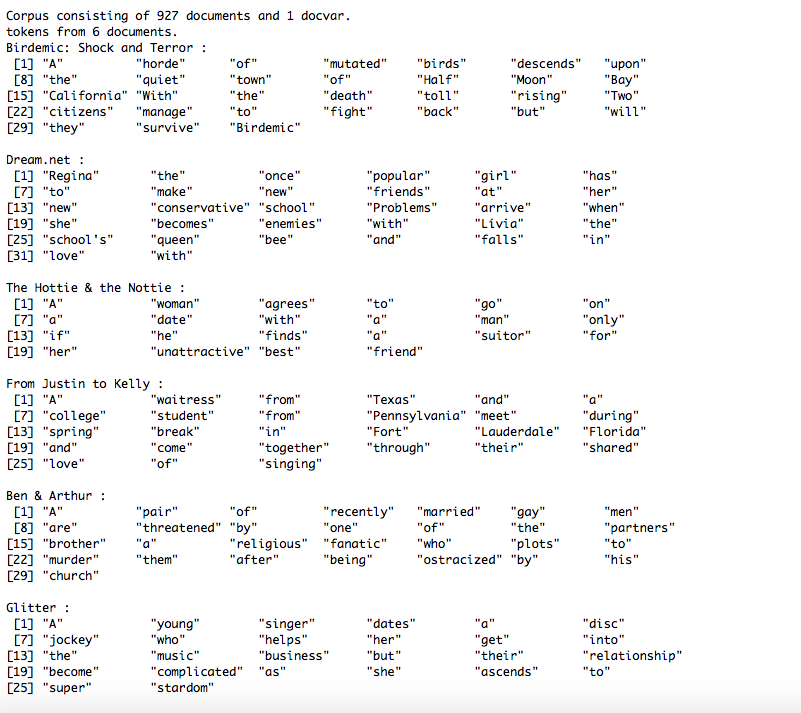 Corpus consisting of 927 documents and 1 docvar.
tokens from 6 documents.
Birdemic: Shock and Terror :
 [1] "A"          "horde"      "of"         "mutated"    "birds"      "descends"   "upon"
 [8] "the"        "quiet"      "town"       "of"         "Half"       "Moon"       "Bay"
[15] "California" "With"       "the"        "death"      "toll"       "rising"     "Two"
[22] "citizens"   "manage"     "to"         "fight"      "back"       "but"        "will"
[29] "they"       "survive"    "Birdemic"

Dream.net :
 [1] "Regina"       "the"          "once"         "popular"      "girl"         "has"
 [7] "to"           "make"         "new"          "friends"      "at"           "her"
[13] "new"          "conservative" "school"       "Problems"     "arrive"       "when"
[19] "she"          "becomes"      "enemies"      "with"         "Lívia"        "the"
[25] "school's"     "queen"        "bee"          "and"          "falls"        "in"
[31] "love"         "with"

The Hottie & the Nottie :
 [1] "A"            "woman"        "agrees"       "to"           "go"           "on"
 [7] "a"            "date"         "with"         "a"            "man"          "only"
[13] "if"           "he"           "finds"        "a"            "suitor"       "for"
[19] "her"          "unattractive" "best"         "friend"

From Justin to Kelly :
 [1] "A"            "waitress"     "from"         "Texas"        "and"          "a"
 [7] "college"      "student"      "from"         "Pennsylvania" "meet"         "during"
[13] "spring"       "break"        "in"           "Fort"         "Lauderdale"   "Florida"
[19] "and"          "come"         "together"     "through"      "their"        "shared"
[25] "love"         "of"           "singing"

Ben & Arthur :
 [1] "A"          "pair"       "of"         "recently"   "married"    "gay"        "men"
 [8] "are"        "threatened" "by"         "one"        "of"         "the"        "partners"
[15] "brother"    "a"          "religious"  "fanatic"    "who"        "plots"      "to"
[22] "murder"     "them"       "after"      "being"      "ostracized" "by"         "his"
[29] "church"

Glitter :
 [1] "A"            "young"        "singer"       "dates"        "a"            "disc"
 [7] "jockey"       "who"          "helps"        "her"          "get"          "into"
[13] "the"          "music"        "business"     "but"          "their"        "relationship"
[19] "become"       "complicated"  "as"           "she"          "ascends"      "to"
[25] "super"        "stardom"